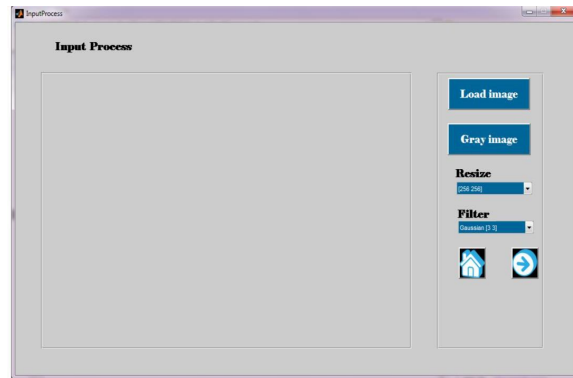 InputProcess
Input Process
Load image
Gray image
Resize
[256 256]
Filter
Gaussian [3 3]